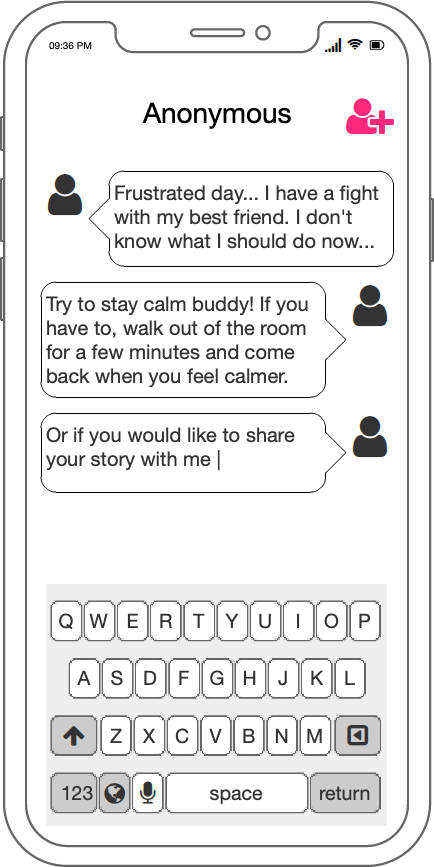 09:36 PM
Anonymous
Frustrated day... I have a fight
with my best friend. I don't
know what I should do now...
Try to stay calm buddy! If you
have to, walk out of the room
for a few minutes and come
back when you feel calmer.
Or if you would like to share
your story with me |
Q W E R T Y U I O P
A S D F G H J K L
Z X C V B N M
123 space return